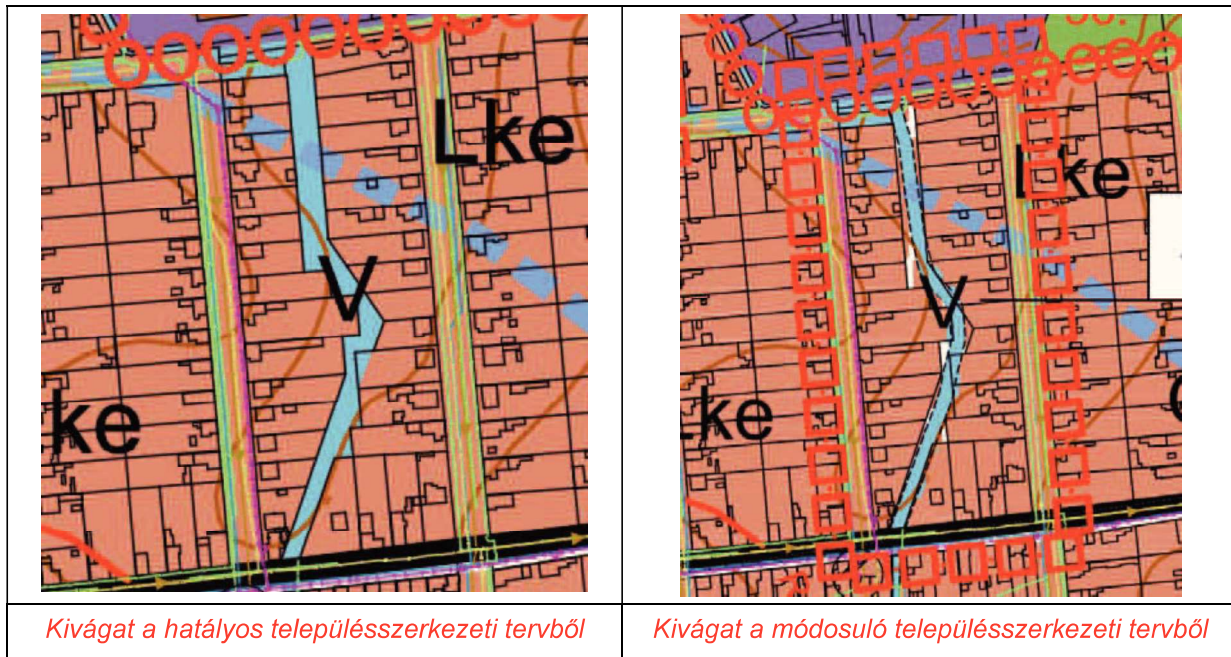 Lke
V
ke
Lke
V
ke
Kivágat a hatályos településszerkezeti tervből
Kivágat a módosuló településszerkezeti tervből